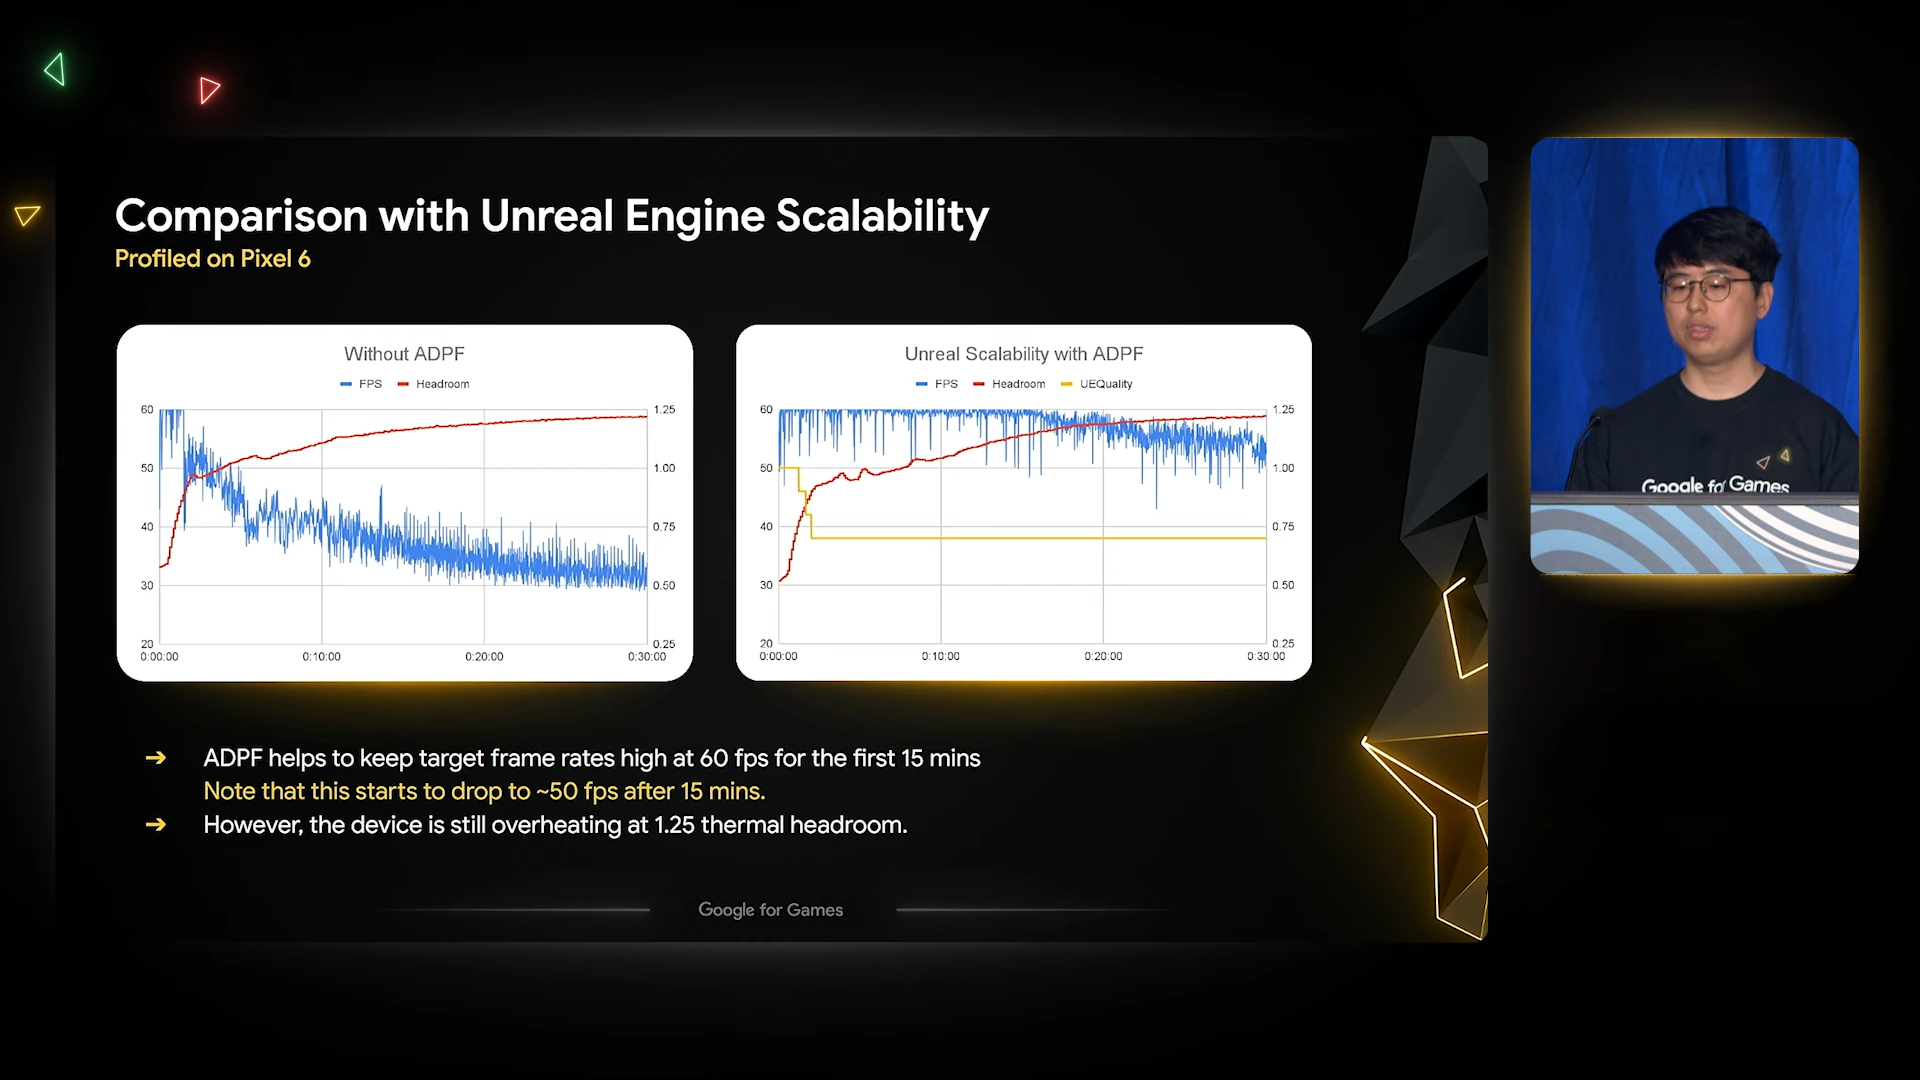 Comparison with Unreal Engine Scalability
Profiled on Pixel 6
Without ADPF
FPS Headroom
60
50
40
30
20
1.25
1.00
0.75
0.50
0.25
0:00:00 0:10:00 0:20:00 0:30:00
Unreal Scalability with ADPF
FPS Headroom UEQuality
60
50
40
30
20
1.25
1.00
0.75
0.50
0.25
0:00:00 0:10:00 0:20:00 0:30:00
➔ ADPF helps to keep target frame rates high at 60 fps for the first 15 mins
Note that this starts to drop to ~50 fps after 15 mins.
➔ However, the device is still overheating at 1.25 thermal headroom.
Google for Games
Google for Games